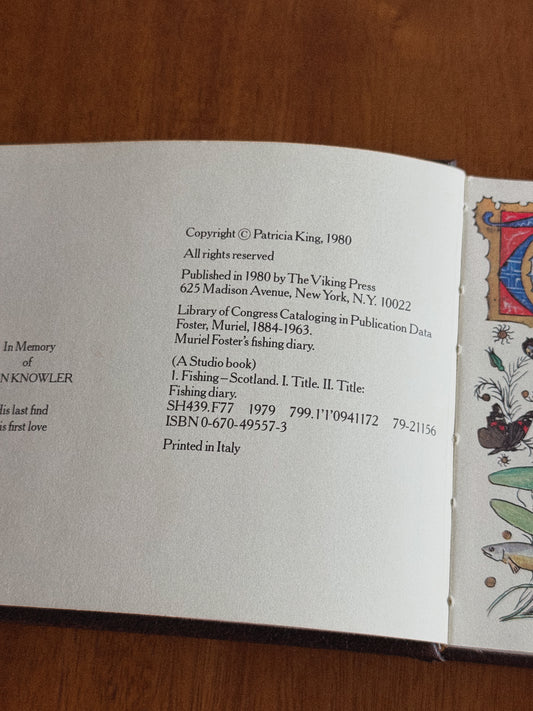 In Memory
of
N KNOWLER
His last find
is first love
Copyright © Patricia King, 1980
All rights reserved
Published in 1980 by The Viking Press
625 Madison Avenue, New York, N.Y. 10022
Library of Congress Cataloging in Publication Data
Foster, Muriel, 1884-1963.
Muriel Foster's fishing diary.
(A Studio book)
1. Fishing—Scotland. I. Title. II. Title:
Fishing diary.
SH439.F77 1979 799.1'1'0941172 79-21156
ISBN 0-670-49557-3
Printed in Italy